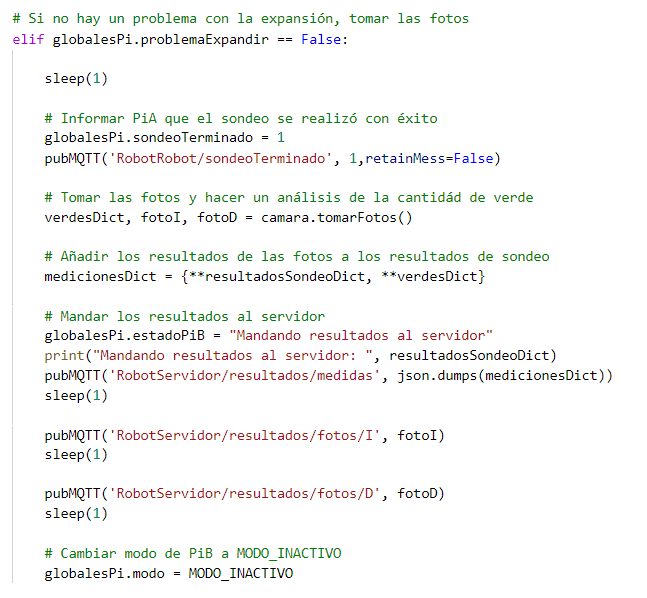 # Si no hay un problema con la expansión, tomar las fotos
elif globalesPi.problemaExpandir == False:
sleep(1)
# Informar PiA que el sondeo se realizó con éxito
globalesPi.sondeoTerminado = 1
pubMQTT('RobotRobot/sondeoTerminado', 1,retainMess=False)
# Tomar las fotos y hacer un análisis de la cantidád de verde
verdesDict, fotoI, fotoD = camara.tomarFotos()
# Añadir los resultados de las fotos a los resultados de sondeo
medicionesDict = {**resultadosSondeoDict, **verdesDict}
# Mandar los resultados al servidor
globalesPi.estadoPiB = "Mandando resultados al servidor"
print("Mandando resultados al servidor: ", resultadosSondeoDict)
pubMQTT('RobotServidor/resultados/medidas', json.dumps(medicionesDict))
sleep(1)
pubMQTT('RobotServidor/resultados/fotos/I', fotoI)
sleep(1)
pubMQTT('RobotServidor/resultados/fotos/D', fotoD)
sleep(1)
# Cambiar modo de PiB a MODO_INACTIVO
globalesPi.modo = MODO_INACTIVO